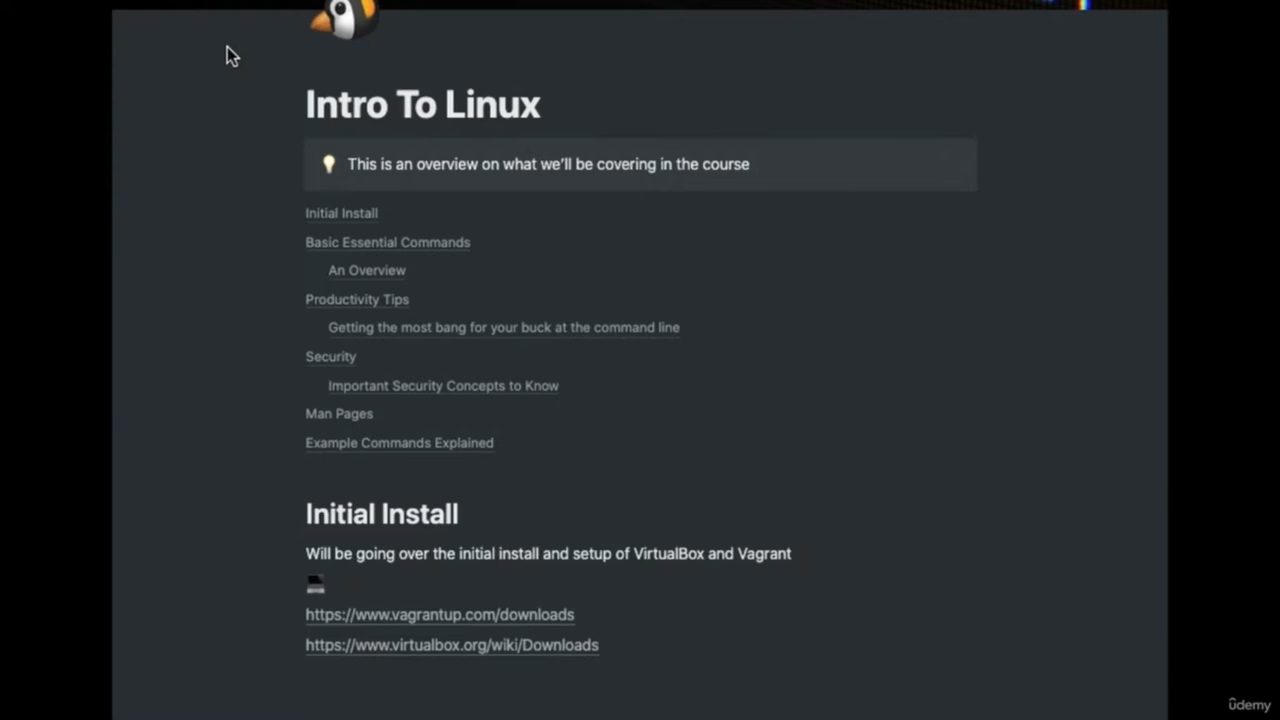 Intro To Linux
This is an overview on what we'll be covering in the course
Initial Install
Basic Essential Commands
An Overview
Productivity Tips
Getting the most bang for your buck at the command line
Security
Important Security Concepts to Know
Man Pages
Example Commands Explained
Initial Install
Will be going over the initial install and setup of VirtualBox and Vagrant
https://www.vagrantup.com/downloads
https://www.virtualbox.org/wiki/Downloads
ûdemy